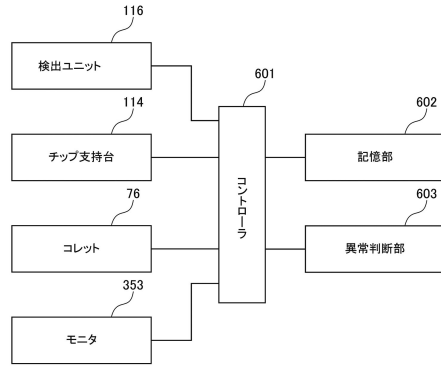 116
検出ユニット
114
チップ支持台
76
コレット
353
モニタ
601
コントローラ
602
記憶部
603
異常判断部